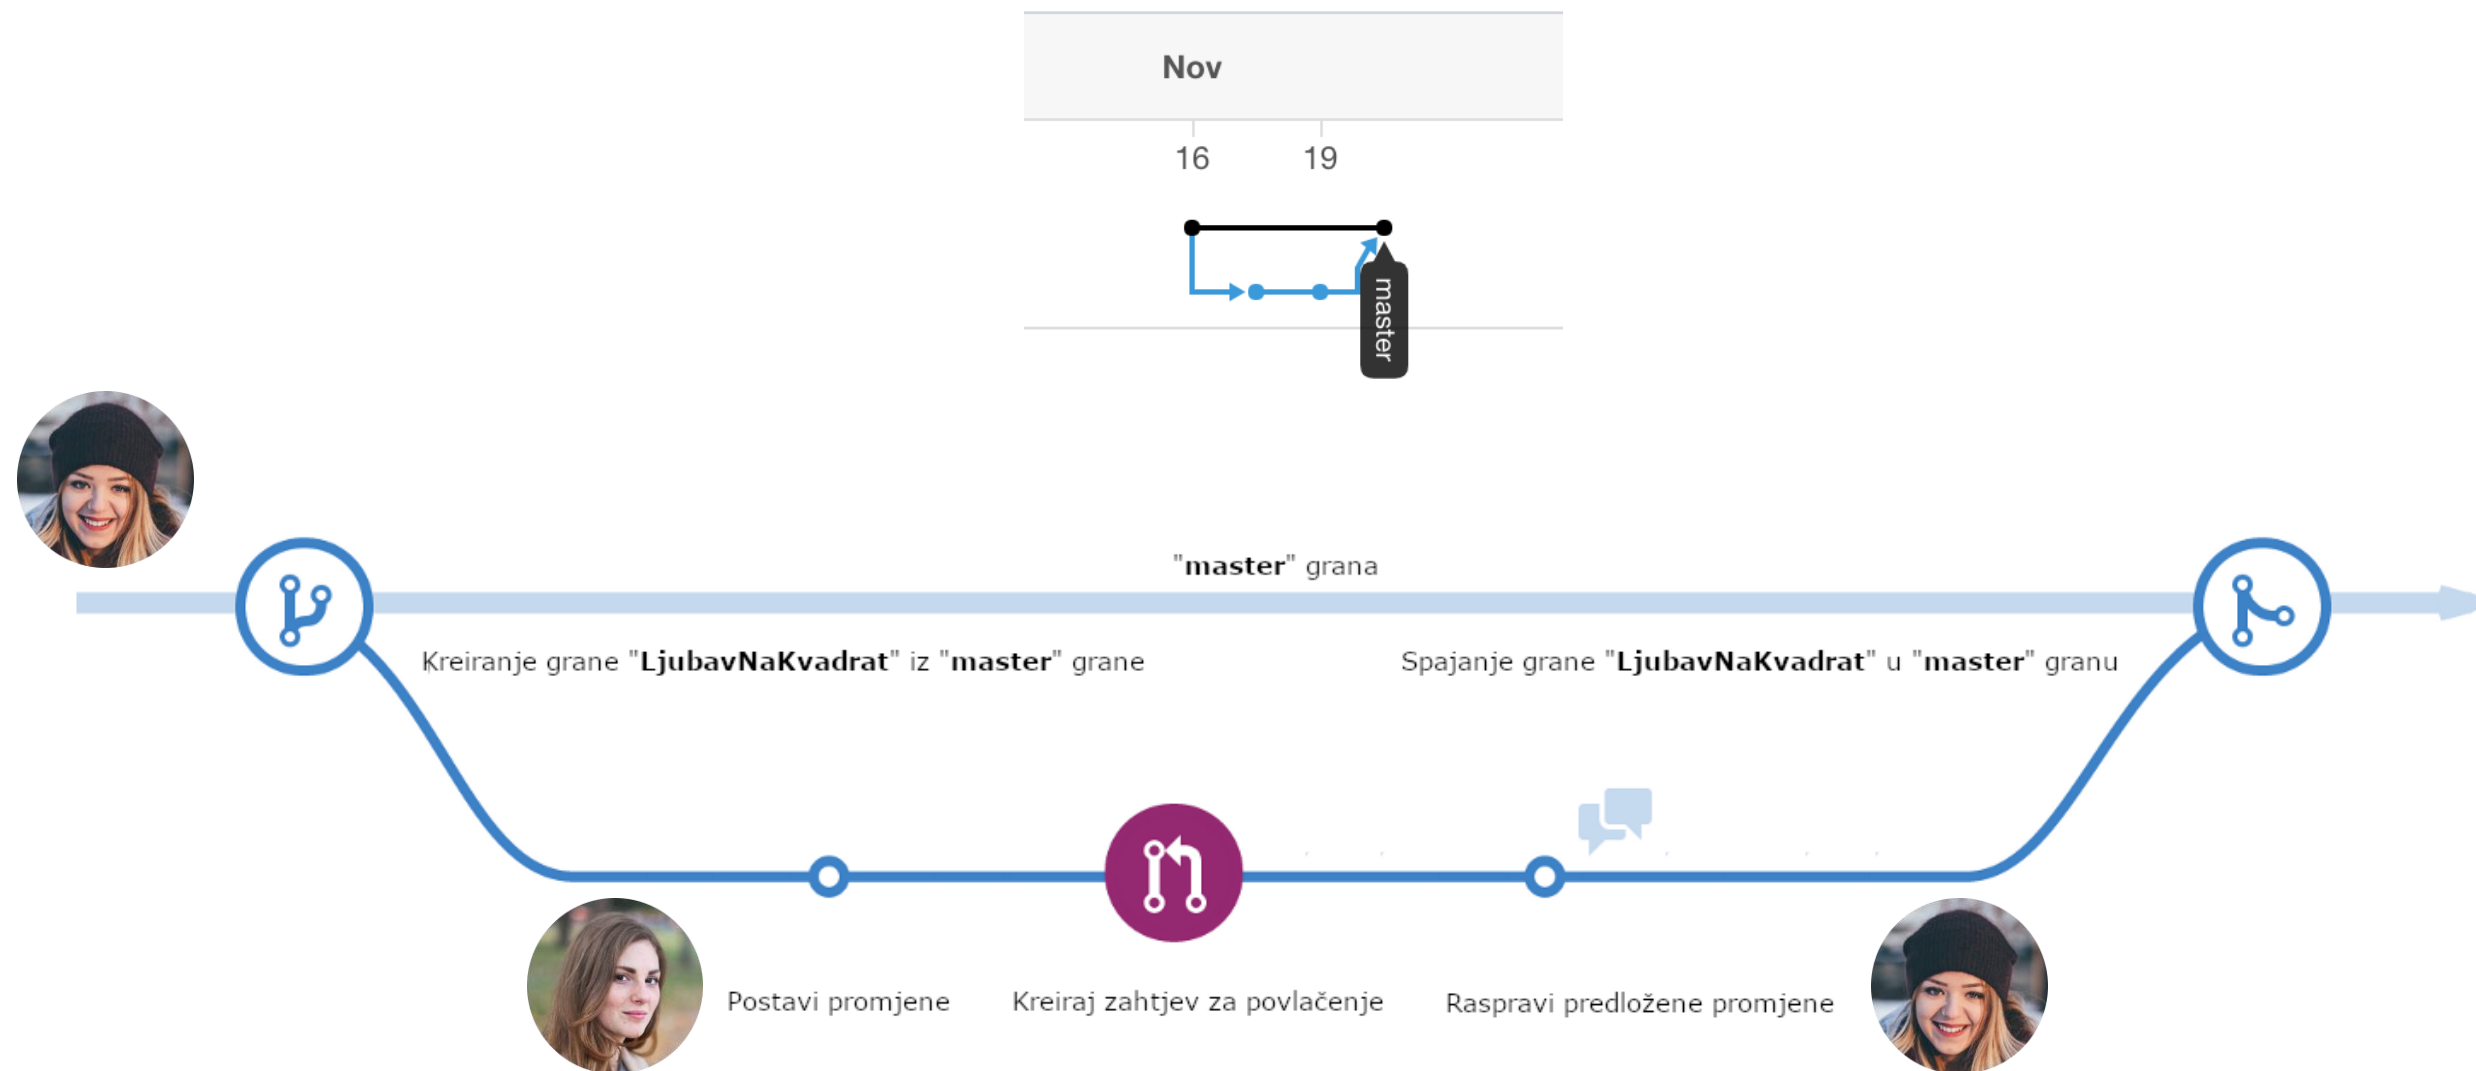 Nov
16 19
master
"master" grana
Kreiranje grane "LjubavNaKvadrat" iz "master" grane
Spajanje grane "LjubavNaKvadrat" u "master" granu
Postavi promjene
Kreiraj zahtjev za povlačenje
Raspravi predložene promjene